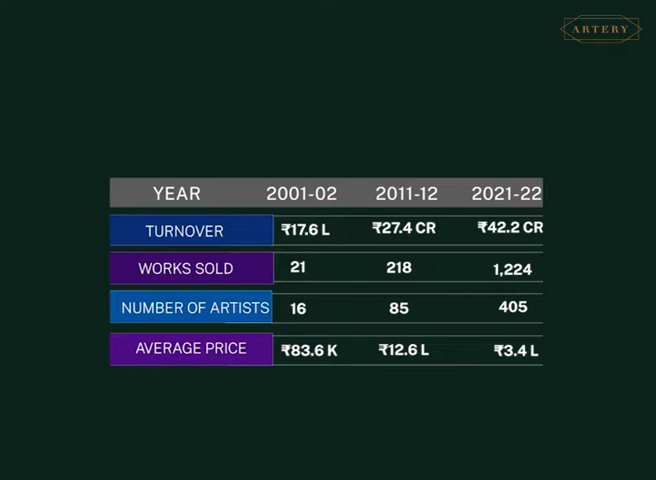 ARTERY
YEAR 2001-02 2011-12 2021-22
TURNOVER ₹17.6 L ₹27.4 CR ₹42.2 CR
WORKS SOLD 21 218 1,224
NUMBER OF ARTISTS 16 85 405
AVERAGE PRICE ₹83.6 K ₹12.6 L ₹3.4 L